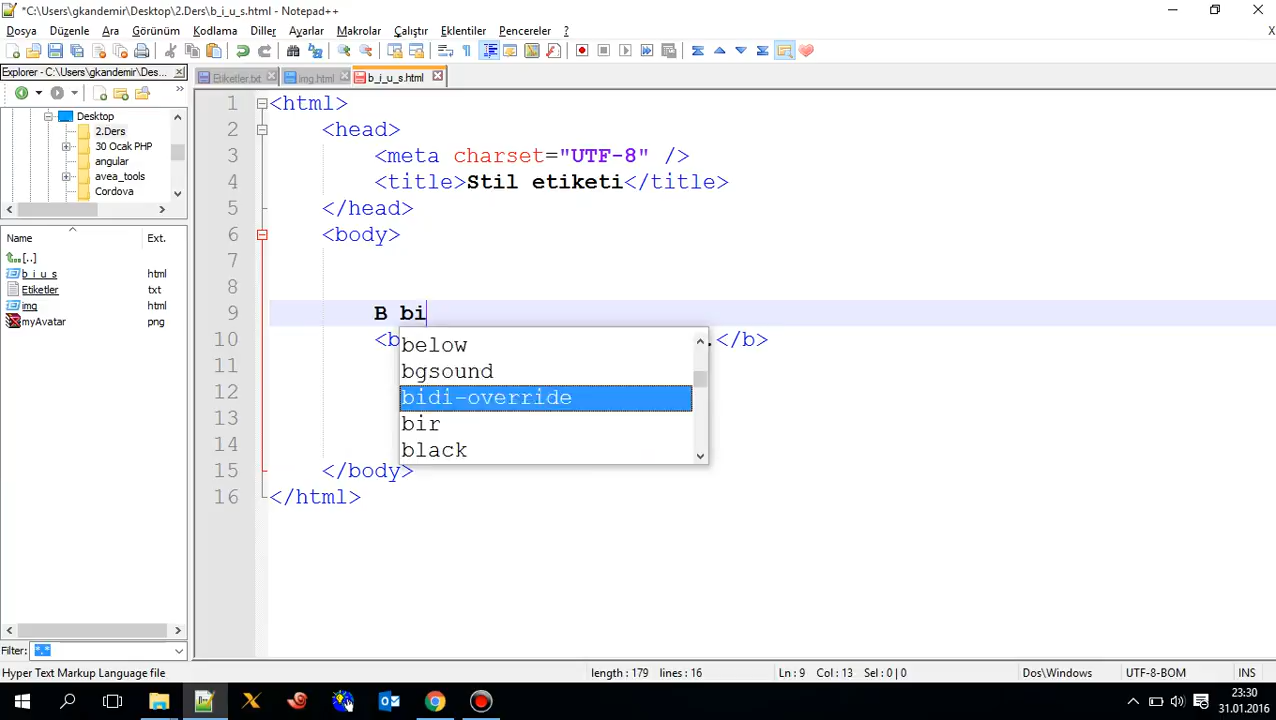 *C:\Users\gkandemir\Desktop\2.Ders\b_i_u_s.html - Notepad++
Dosya Düzenle Ara Görünüm Kodlama Diller Ayarlar Makrolar Çalıştır Eklentiler Pencereler ? X
Explorer - C:\Users\gkandemir\Des...
Etiketler.txt img.html b_i_u_s.html
Desktop
2.Ders
30 Ocak PHP
angular
avea_tools
Cordova
Name Ext.
[..]
b_i_u_s html
Etiketler txt
img html
myAvatar png
Filter: *.*
1 <html>
2 <head>
3 <meta charset="UTF-8" />
4 <title>Stil etiketi</title>
5 </head>
6 <body>
7
8
9 B bi
10 <b .</b>
11
12
13
14
15 </body>
16 </html>
below
bgsound
bidi-override
bir
black
Hyper Text Markup Language file length : 179 lines : 16 Ln : 9 Col : 13 Sel : 0 | 0 Dos\Windows UTF-8-BOM INS
23:30
31.01.2016